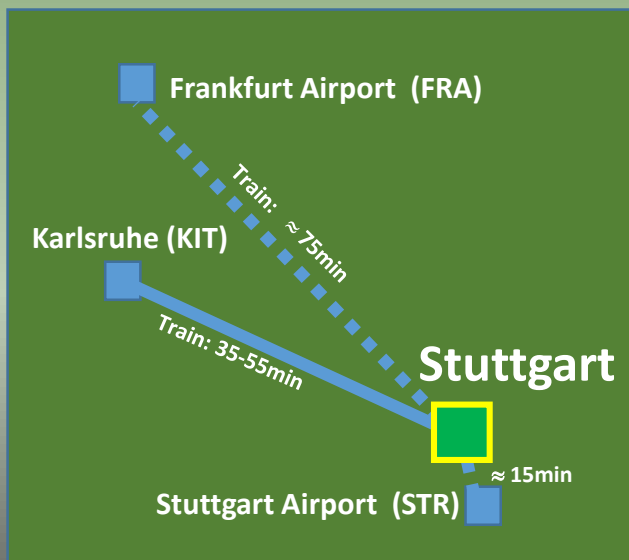 Frankfurt Airport (FRA)
Train: ≈ 75min
Karlsruhe (KIT)
Train: 35-55min
Stuttgart
≈ 15min
Stuttgart Airport (STR)